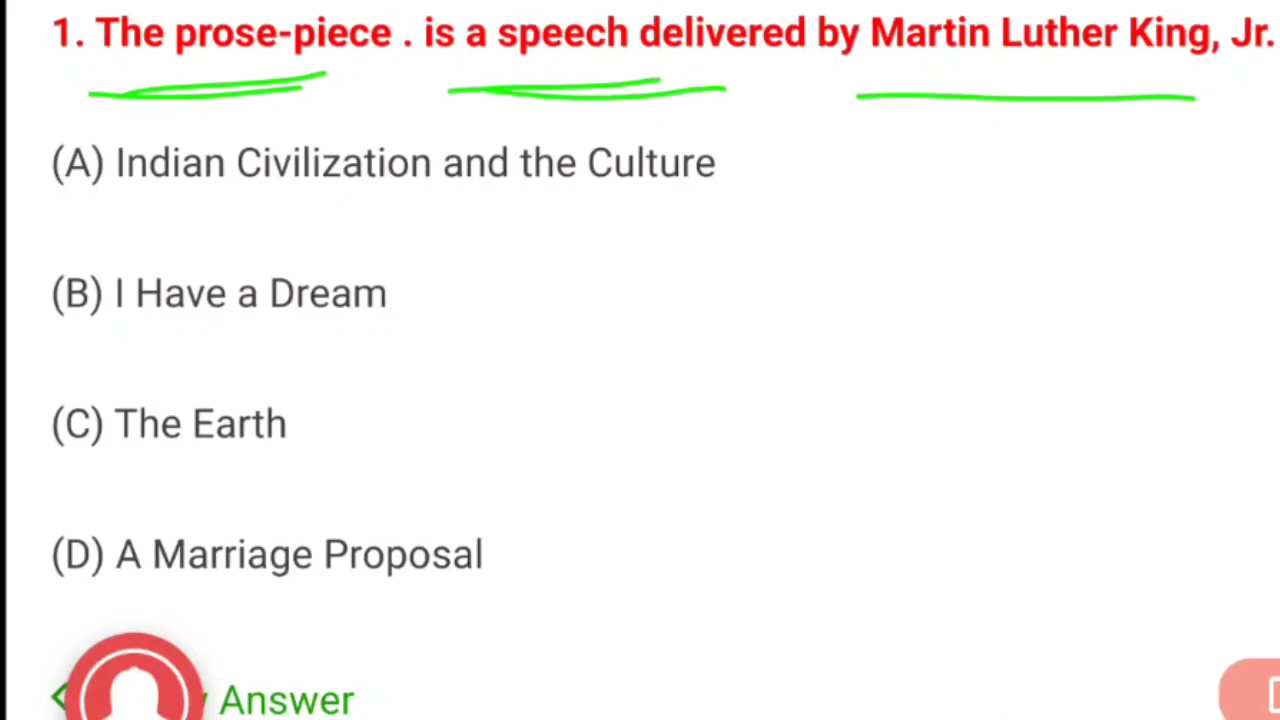 1. The prose-piece . is a speech delivered by Martin Luther King, Jr.
(A) Indian Civilization and the Culture
(B) I Have a Dream
(C) The Earth
(D) A Marriage Proposal
Answer